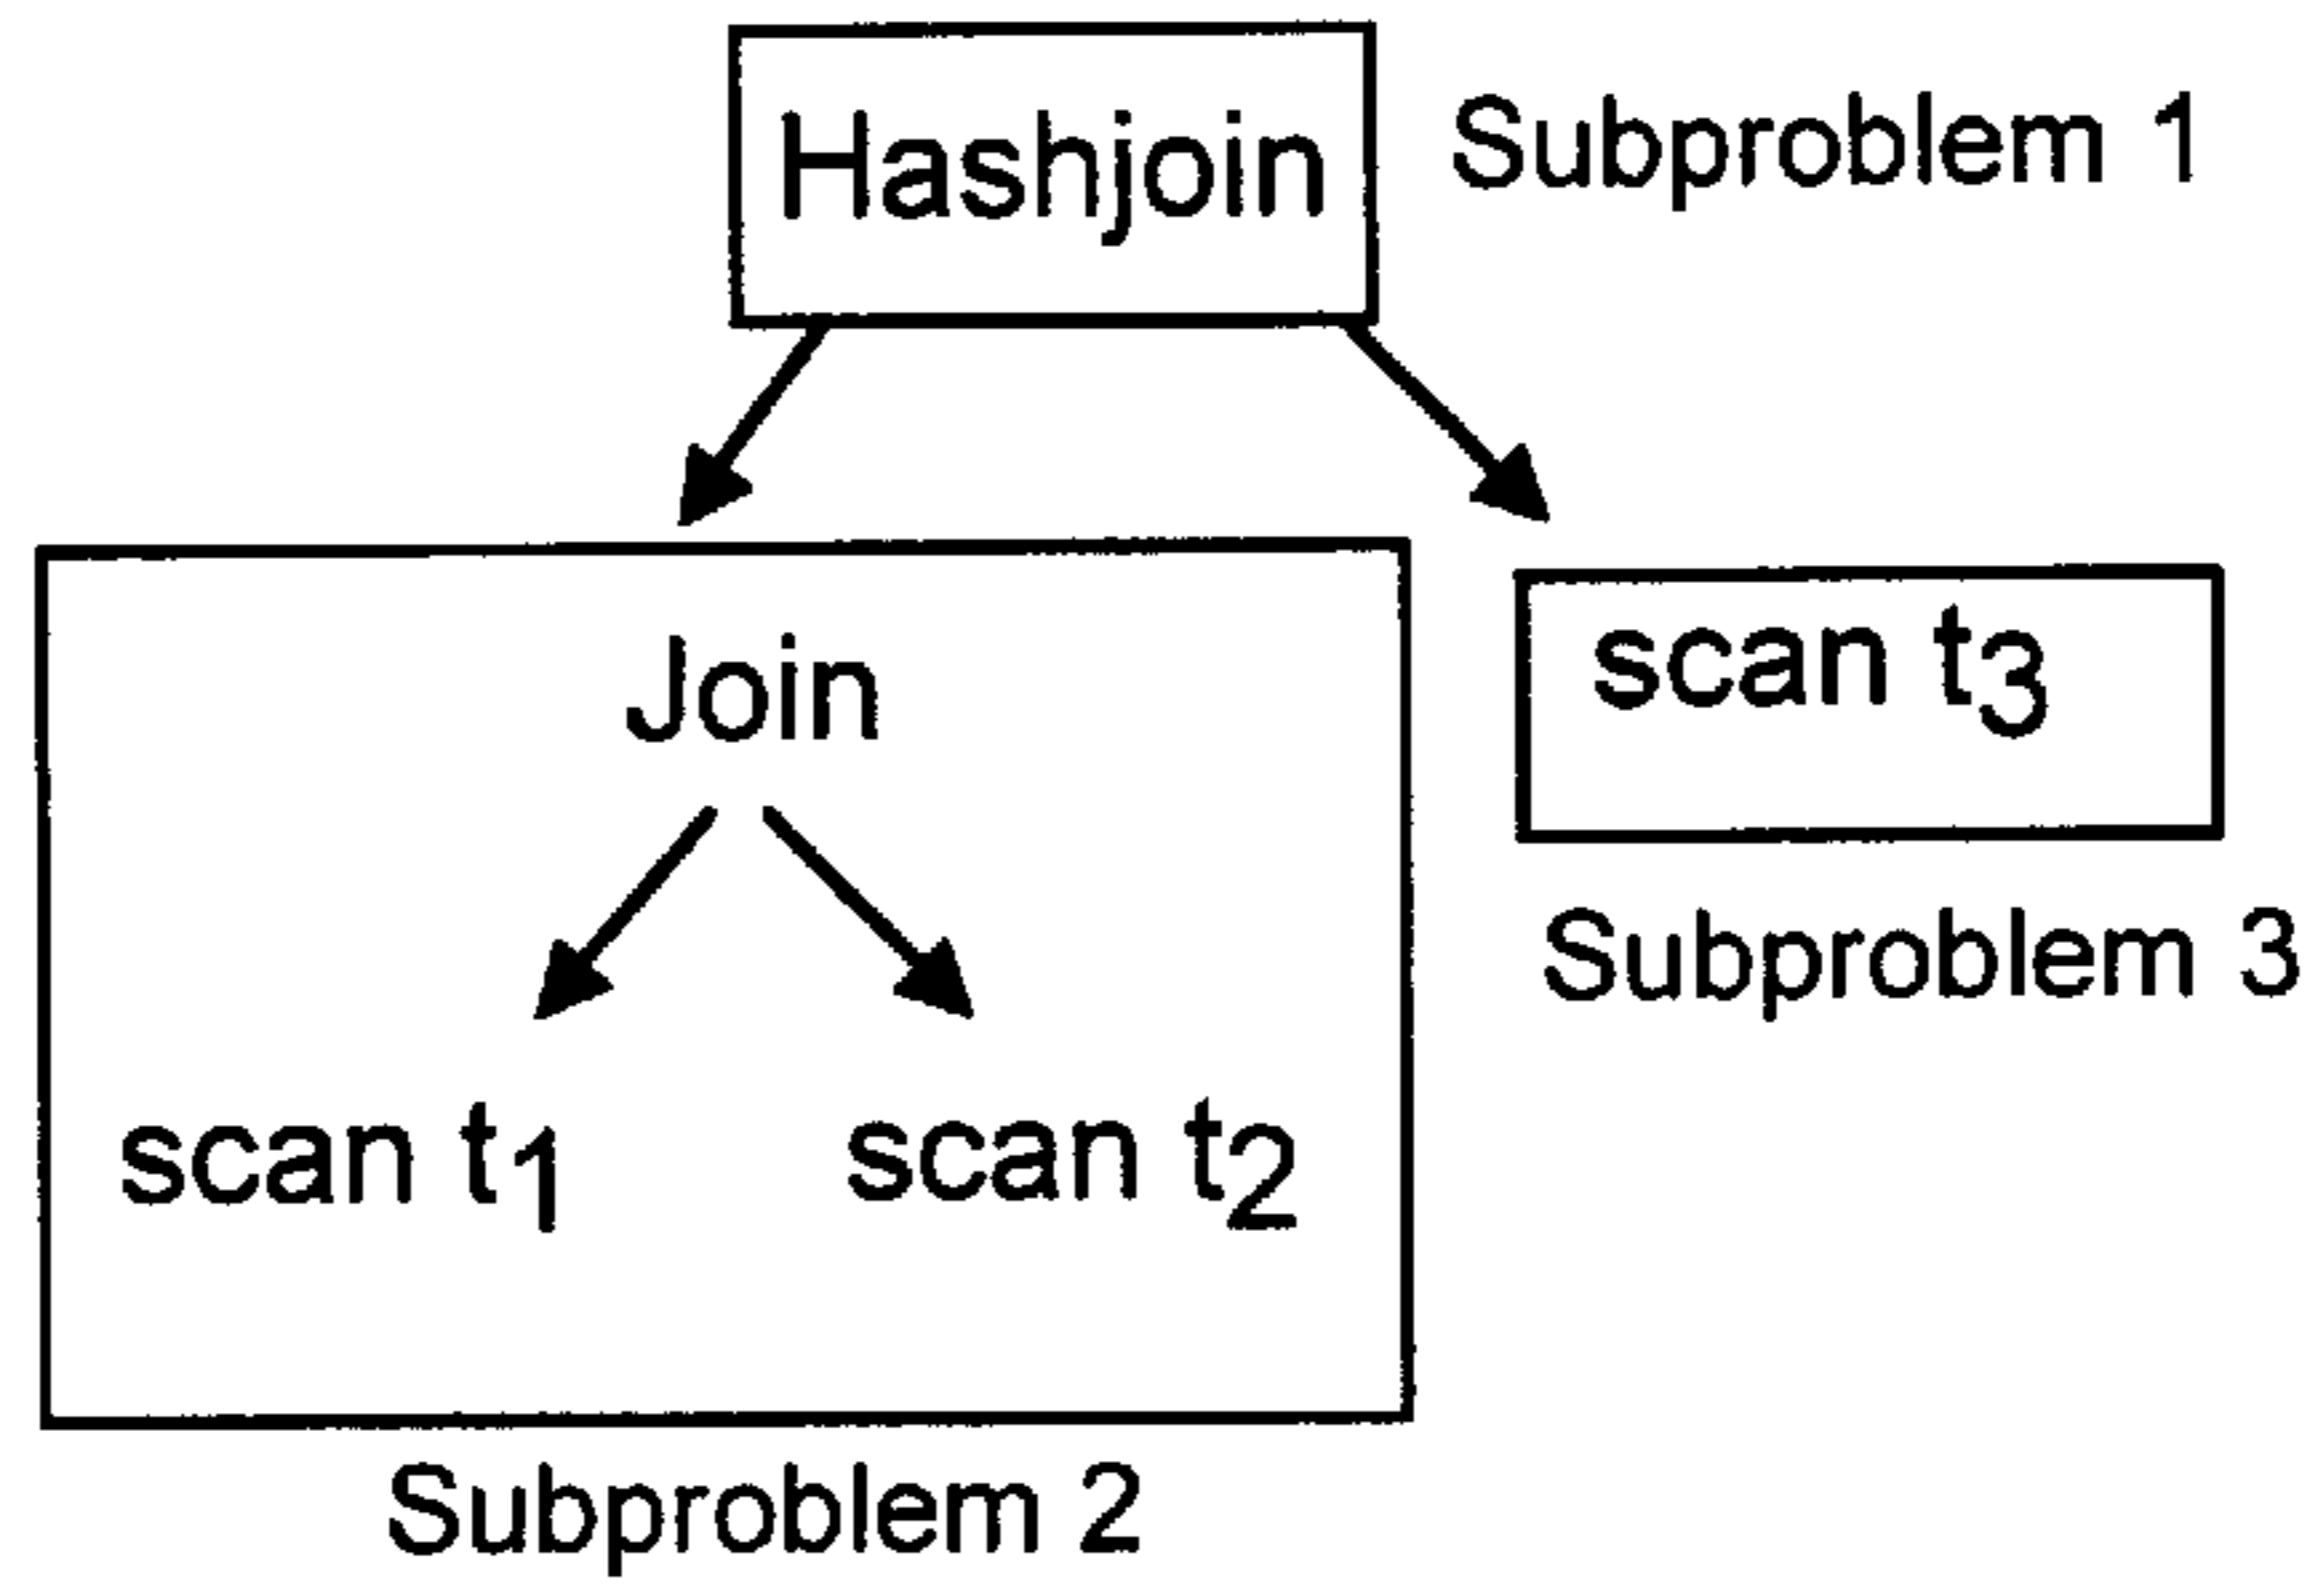 Hashjoin
Subproblem 1
Join
scan t3
Subproblem 3
scan t1
scan t2
Subproblem 2